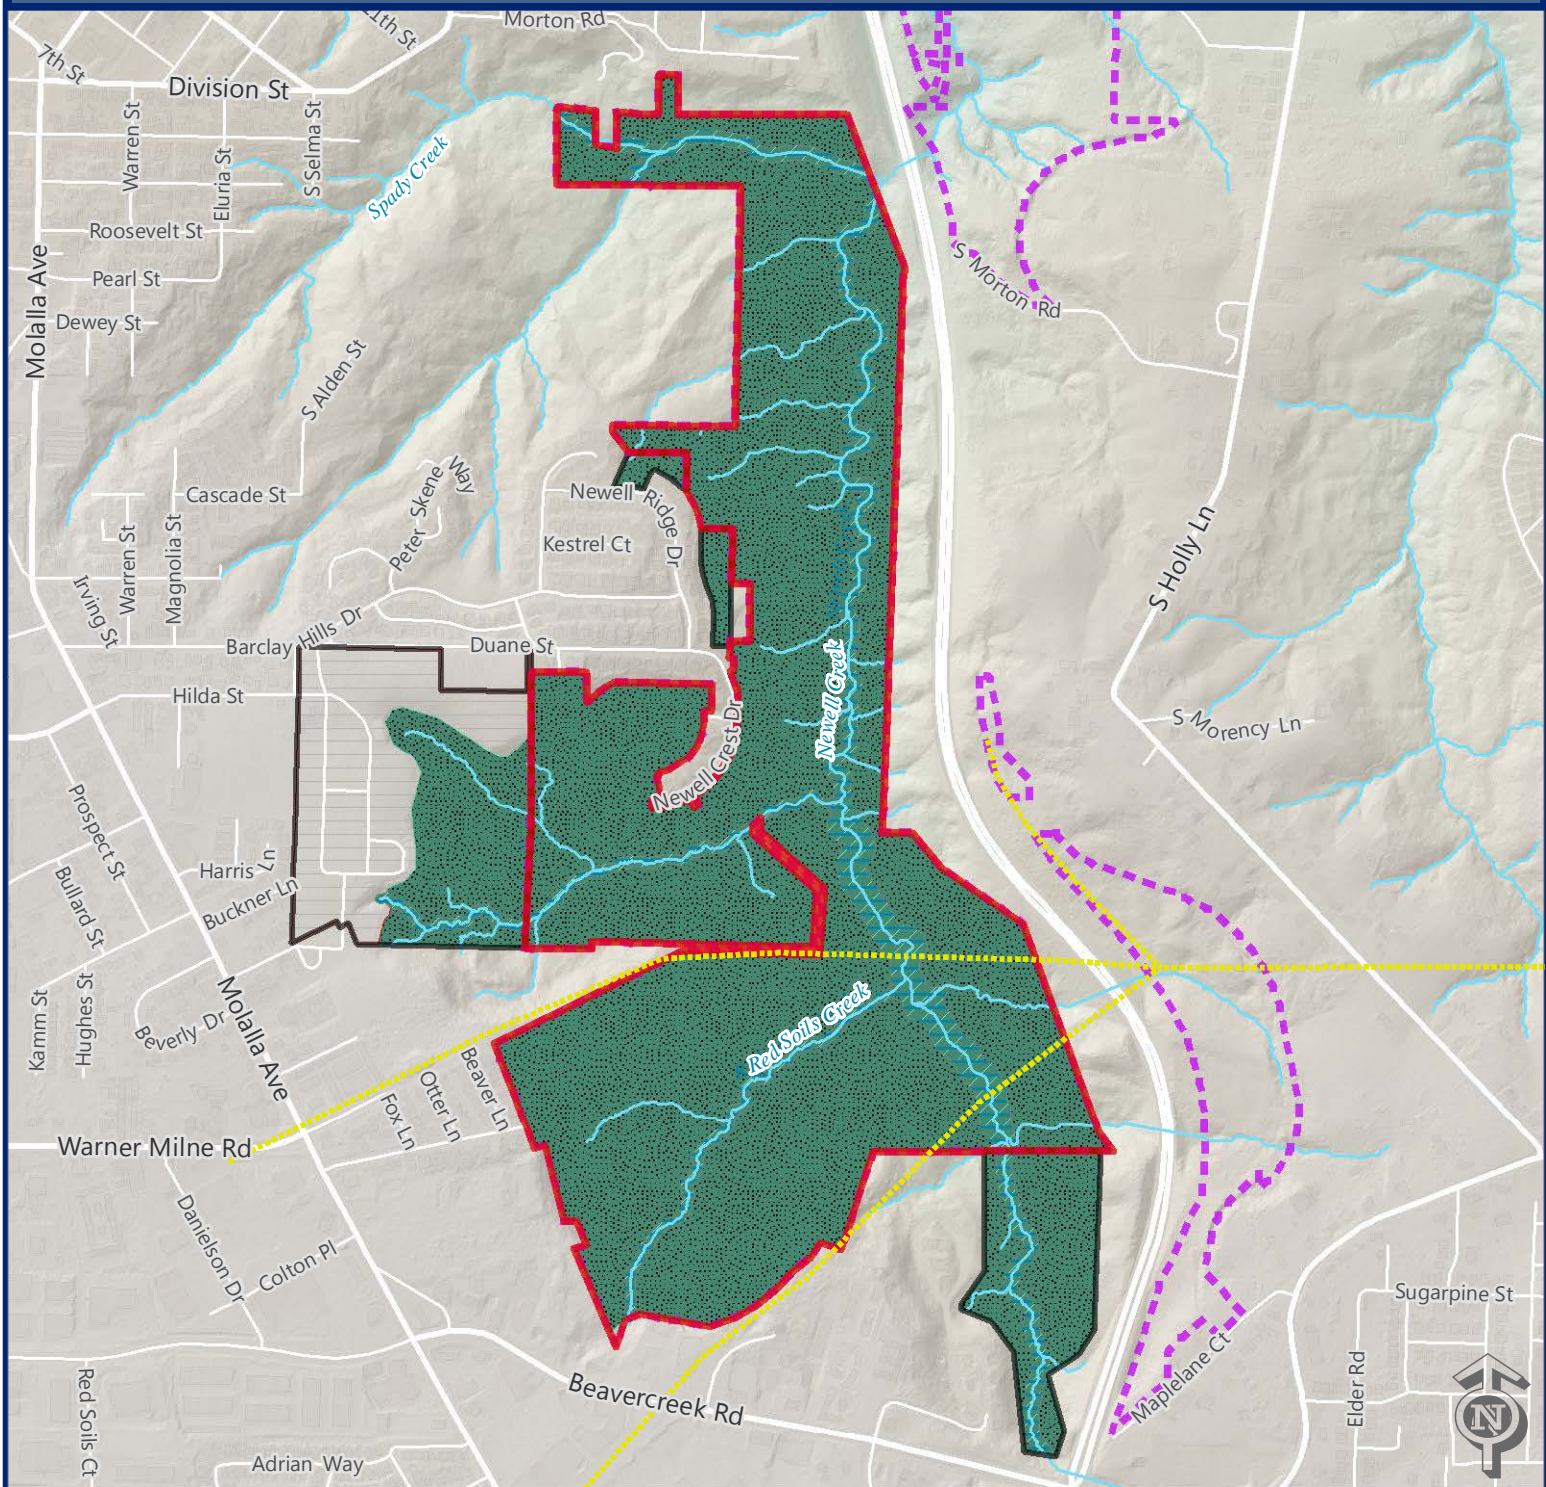 Morton Rd
11th St
7th St
Division St
Warren St
S Selma St
Eluria St
Spady Creek
Roosevelt St
Pearl St
Molalla Ave
Dewey St
S Morton Rd
S Alden St
Cascade St
Peter Skene Way
Newell Ridge Dr
Kestrel Ct
Warren St
Magnolia St
Irving St
S Holly Ln
Barclay Hills Dr
Duane St
Hilda St
Newell Creek
S Morency Ln
Newell Crest Dr
Prospect St
Harris Ln
Buckner Ln
Bullard St
Kamm St
Hughes St
Beverly Dr
Molalla Ave
Red Soils Creek
Beaver Ln
Otter Ln
Fox Ln
Warner Milne Rd
Danielson Dr
Colton Pl
Sugarpine St
Maplelane Ct
Elder Rd
Beavercreek Rd
Red Soils Ct
Adrian Way
N